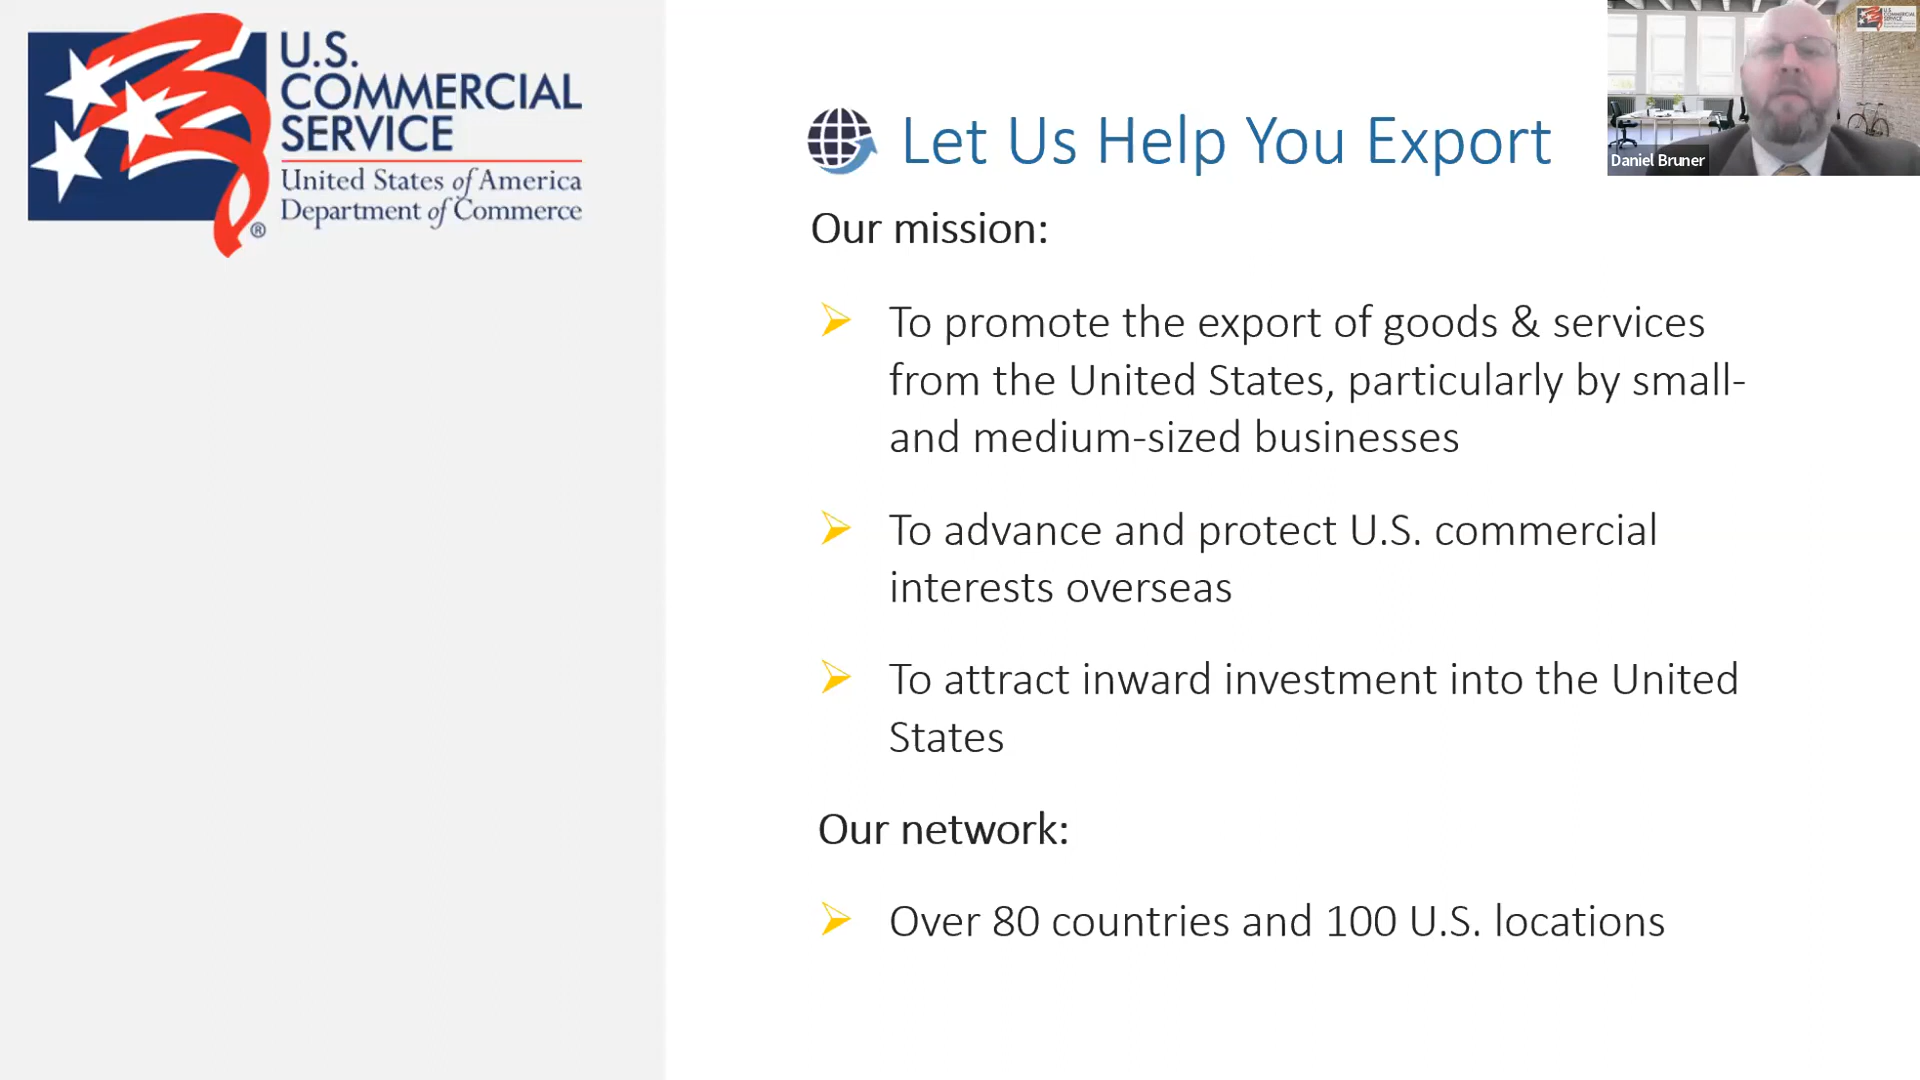 U.S.
COMMERCIAL
SERVICE
United States of America
Department of Commerce
®
Let Us Help You Export
Daniel Bruner
Our mission:
To promote the export of goods & services
from the United States, particularly by small-
and medium-sized businesses
To advance and protect U.S. commercial
interests overseas
To attract inward investment into the United
States
Our network:
Over 80 countries and 100 U.S. locations